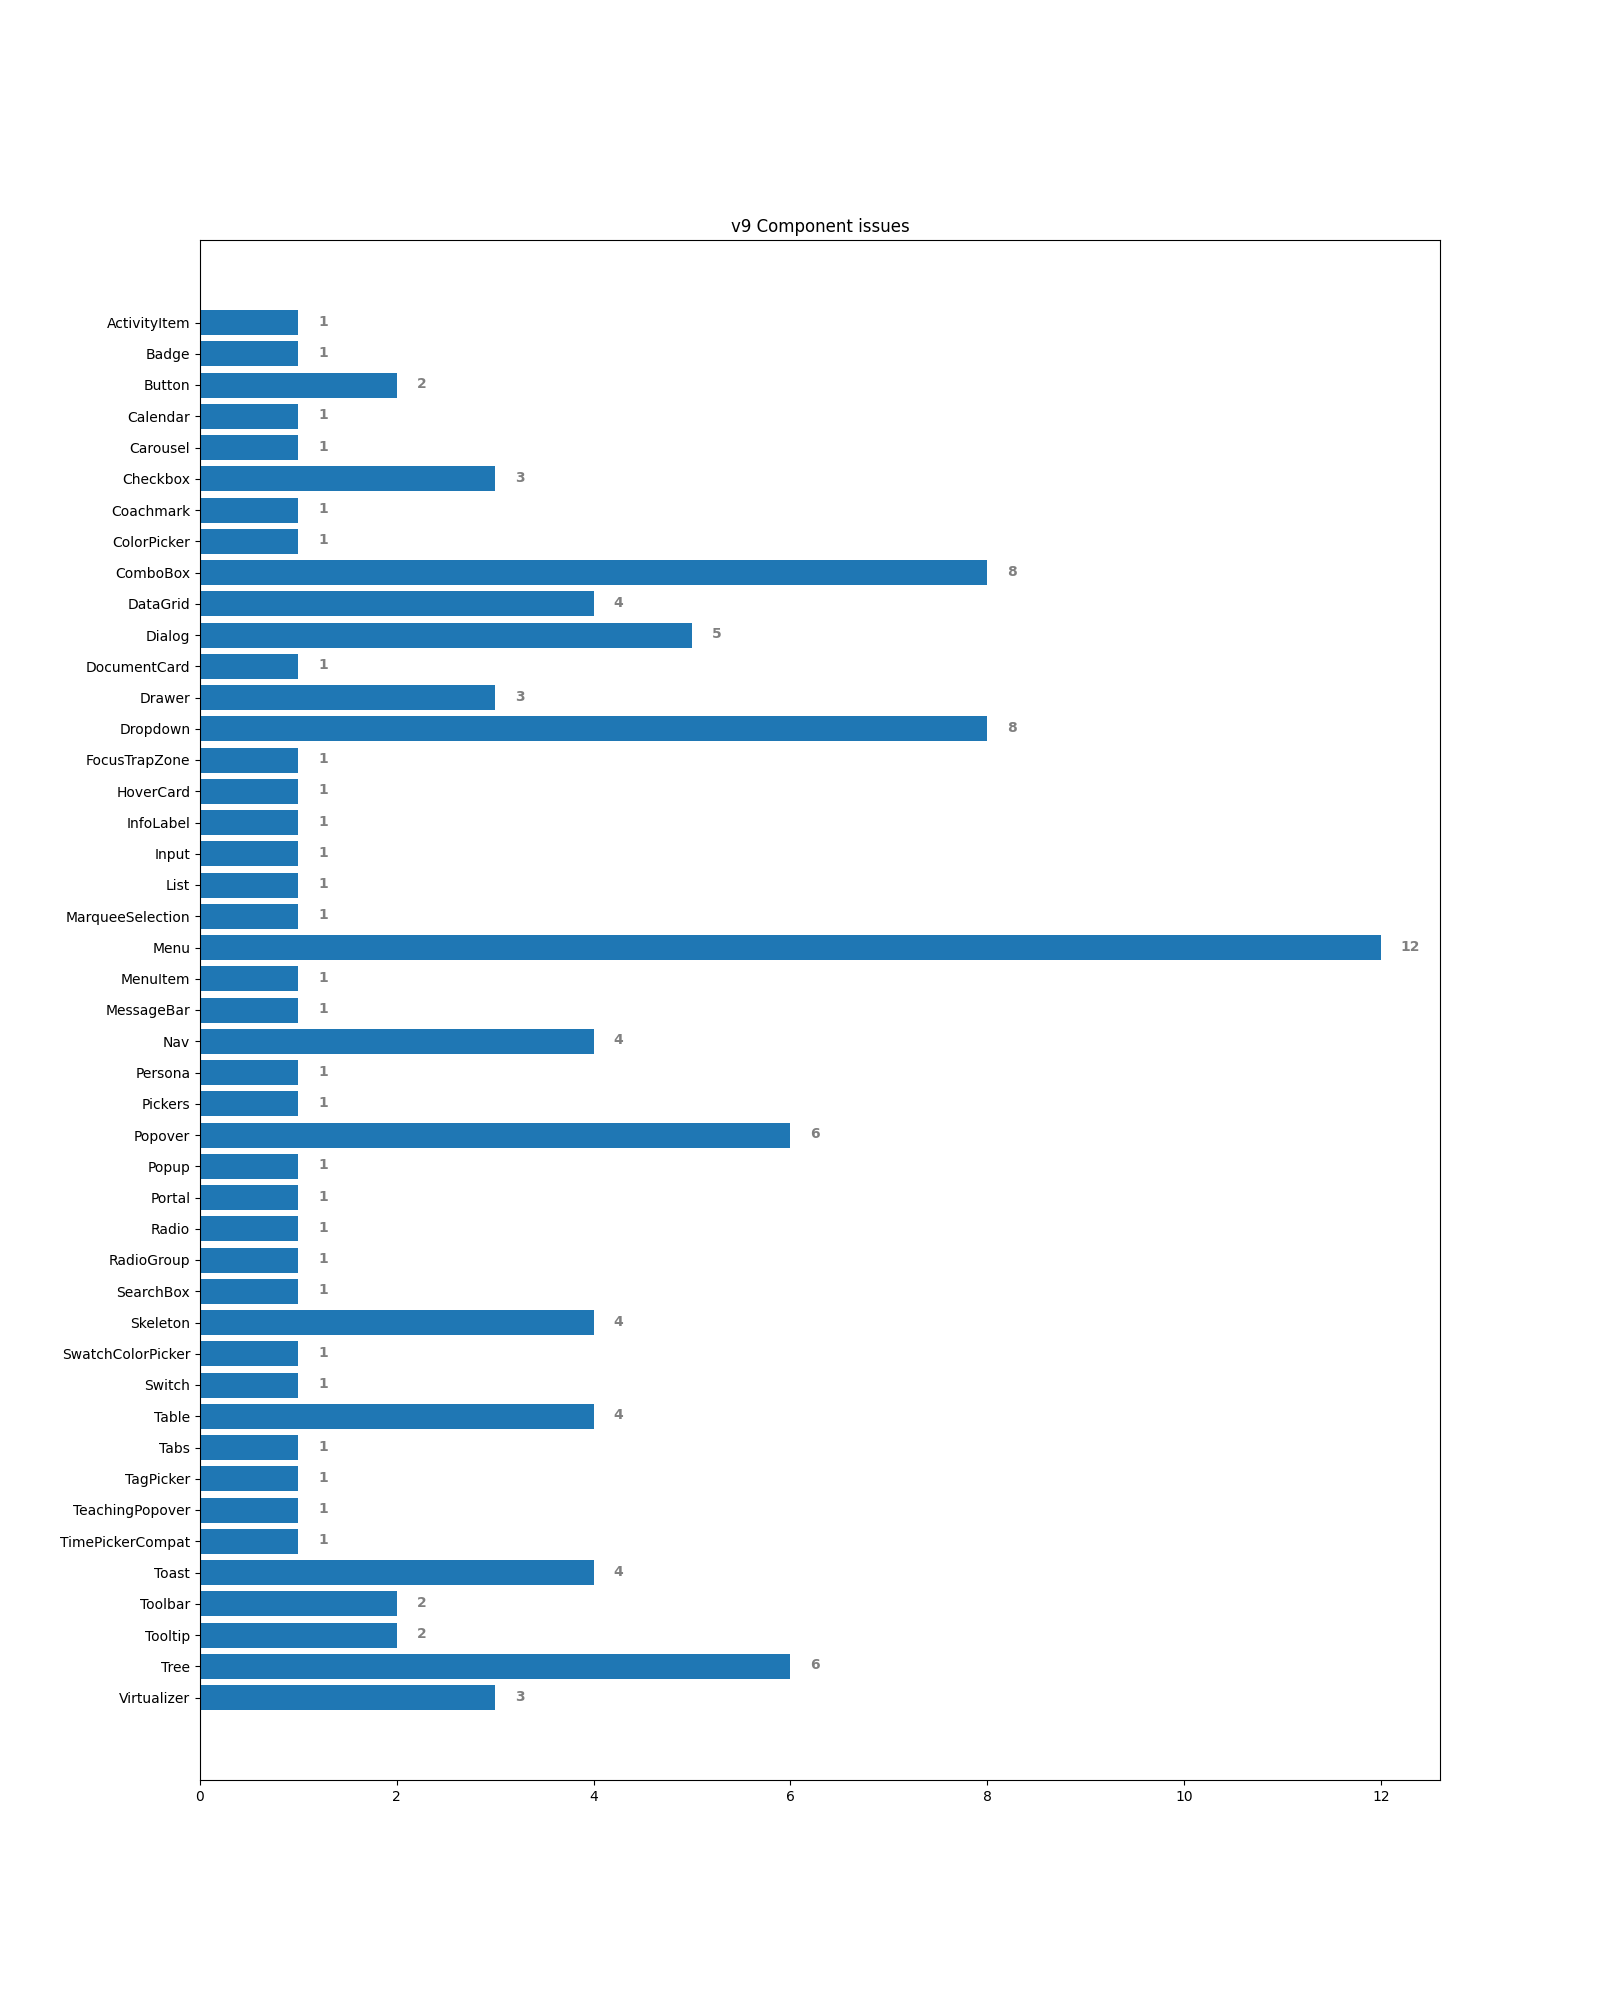 v9 Component issues
ActivityItem 1
Badge 1
Button 2
Calendar 1
Carousel 1
Checkbox 3
Coachmark 1
ColorPicker 1
ComboBox 8
DataGrid 4
Dialog 5
DocumentCard 1
Drawer 3
Dropdown 8
FocusTrapZone 1
HoverCard 1
InfoLabel 1
Input 1
List 1
MarqueeSelection 1
Menu 12
MenuItem 1
MessageBar 1
Nav 4
Persona 1
Pickers 1
Popover 6
Popup 1
Portal 1
Radio 1
RadioGroup 1
SearchBox 1
Skeleton 4
SwatchColorPicker 1
Switch 1
Table 4
Tabs 1
TagPicker 1
TeachingPopover 1
TimePickerCompat 1
Toast 4
Toolbar 2
Tooltip 2
Tree 6
Virtualizer 3
0 2 4 6 8 10 12